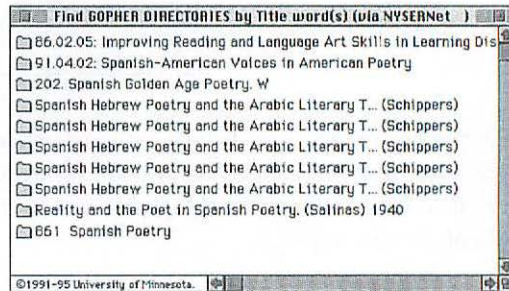 Find GOPHER DIRECTORIES by Title word(s) (via NYSERNet )
86.02.05: Improving Reading and Language Art Skills in Learning Dis
91.04.02: Spanish-American Voices in American Poetry
202. Spanish Golden Age Poetry. W
Spanish Hebrew Poetry and the Arabic Literary T... (Schippers)
Spanish Hebrew Poetry and the Arabic Literary T... (Schippers)
Spanish Hebrew Poetry and the Arabic Literary T... (Schippers)
Spanish Hebrew Poetry and the Arabic Literary T... (Schippers)
Spanish Hebrew Poetry and the Arabic Literary T... (Schippers)
Reality and the Poet in Spanish Poetry. (Salinas) 1940
861 Spanish Poetry
©1991-95 University of Minnesota.